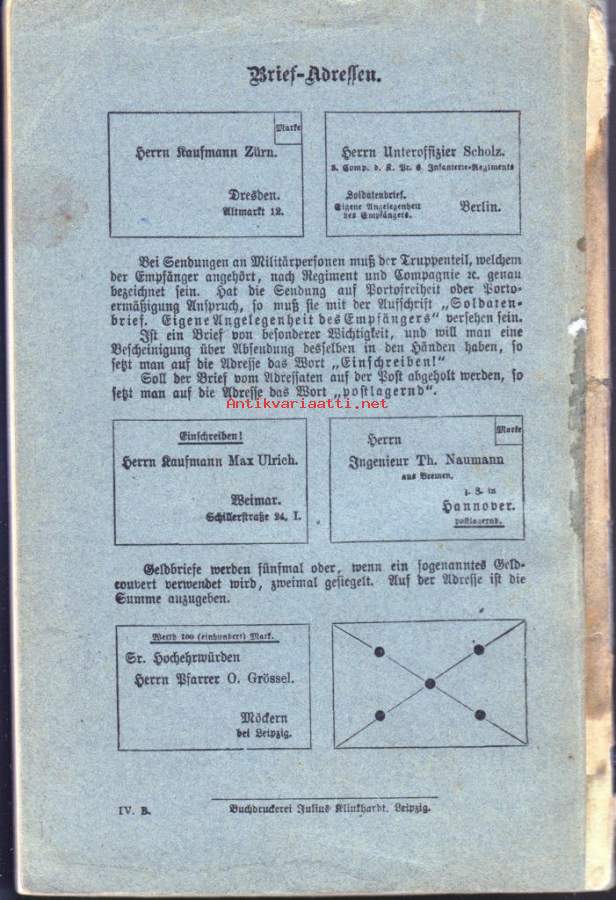 Brief-Adressen.
Marke
Herrn Kaufmann Zürn.
Dresden.
Altmarkt 12.
Herrn Unteroffizier Scholz.
5. Comp. d. K. Pr. 6. Infanterie-Regiments
Soldatenbrief.
Eigene Angelegenheit
des Empfängers.
Berlin.
Bei Sendungen an Militärpersonen muß der Truppenteil, welchem
der Empfänger angehört, nach Regiment und Compagnie ꝛc. genau
bezeichnet sein. Hat die Sendung auf Portofreiheit oder Porto-
ermäßigung Anspruch, so muß sie mit der Aufschrift „Soldaten-
brief. Eigene Angelegenheit des Empfängers“ versehen sein.
Ist ein Brief von besonderer Wichtigkeit, und will man eine
Bescheinigung über Absendung desselben in den Händen haben, so
setzt man auf die Adresse das Wort „Einschreiben!“
Soll der Brief vom Adressaten auf der Post abgeholt werden, so
setzt man auf die Adresse das Wort „postlagernd“.
Antikvariaatti.net
Einschreiben!
Herrn Kaufmann Max Ulrich.
Weimar.
Schillerstraße 24, I.
Marke
Herrn
Ingenieur Th. Naumann
aus Bremen,
z. Z. in
Hannover.
postlagernd.
Geldbriefe werden fünfmal oder, wenn ein sogenanntes Geld-
couvert verwendet wird, zweimal gesiegelt. Auf der Adresse ist die
Summe anzugeben.
Werth 100 (einhundert) Mark.
Sr. Hochehrwürden
Herrn Pfarrer O. Grössel.
Möckern
bei Leipzig.
IV. B.
Buchdruckerei Julius Klinkhardt. Leipzig.